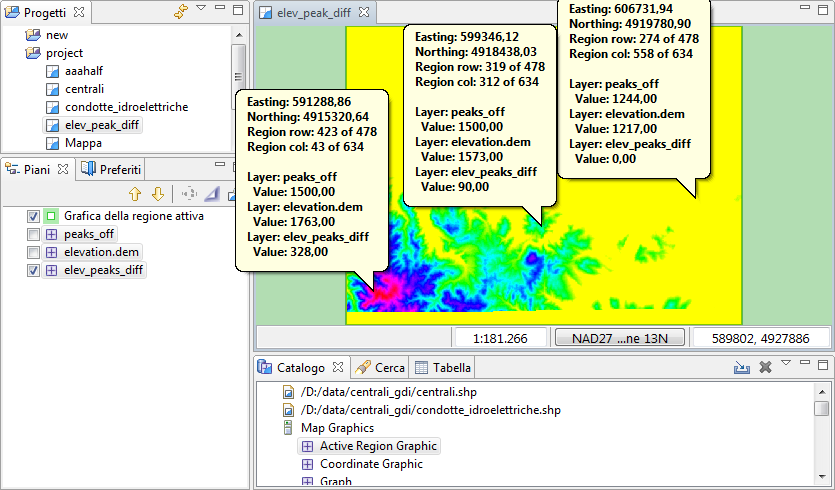 Progetti
new
project
aaahalf
centrali
condotte_idroelettriche
elev_peak_diff
Mappa
Piani
Preferiti
Grafica della regione attiva
peaks_off
elevation.dem
elev_peaks_diff
elev_peak_diff
Easting: 591288,86
Northing: 4915320,64
Region row: 423 of 478
Region col: 43 of 634
Layer: peaks_off
Value: 1500,00
Layer: elevation.dem
Value: 1763,00
Layer: elev_peaks_diff
Value: 328,00
Easting: 599346,12
Northing: 4918438,03
Region row: 319 of 478
Region col: 312 of 634
Layer: peaks_off
Value: 1500,00
Layer: elevation.dem
Value: 1573,00
Layer: elev_peaks_diff
Value: 90,00
Easting: 606731,94
Northing: 4919780,90
Region row: 274 of 478
Region col: 558 of 634
Layer: peaks_off
Value: 1244,00
Layer: elevation.dem
Value: 1217,00
Layer: elev_peaks_diff
Value: 0,00
1:181.266
NAD27 ...ne 13N
589802, 4927886
Catalogo
Cerca
Tabella
/D:/data/centrali_gdi/centrali.shp
/D:/data/centrali_gdi/condotte_idroelettriche.shp
Map Graphics
Active Region Graphic
Coordinate Graphic
Graph